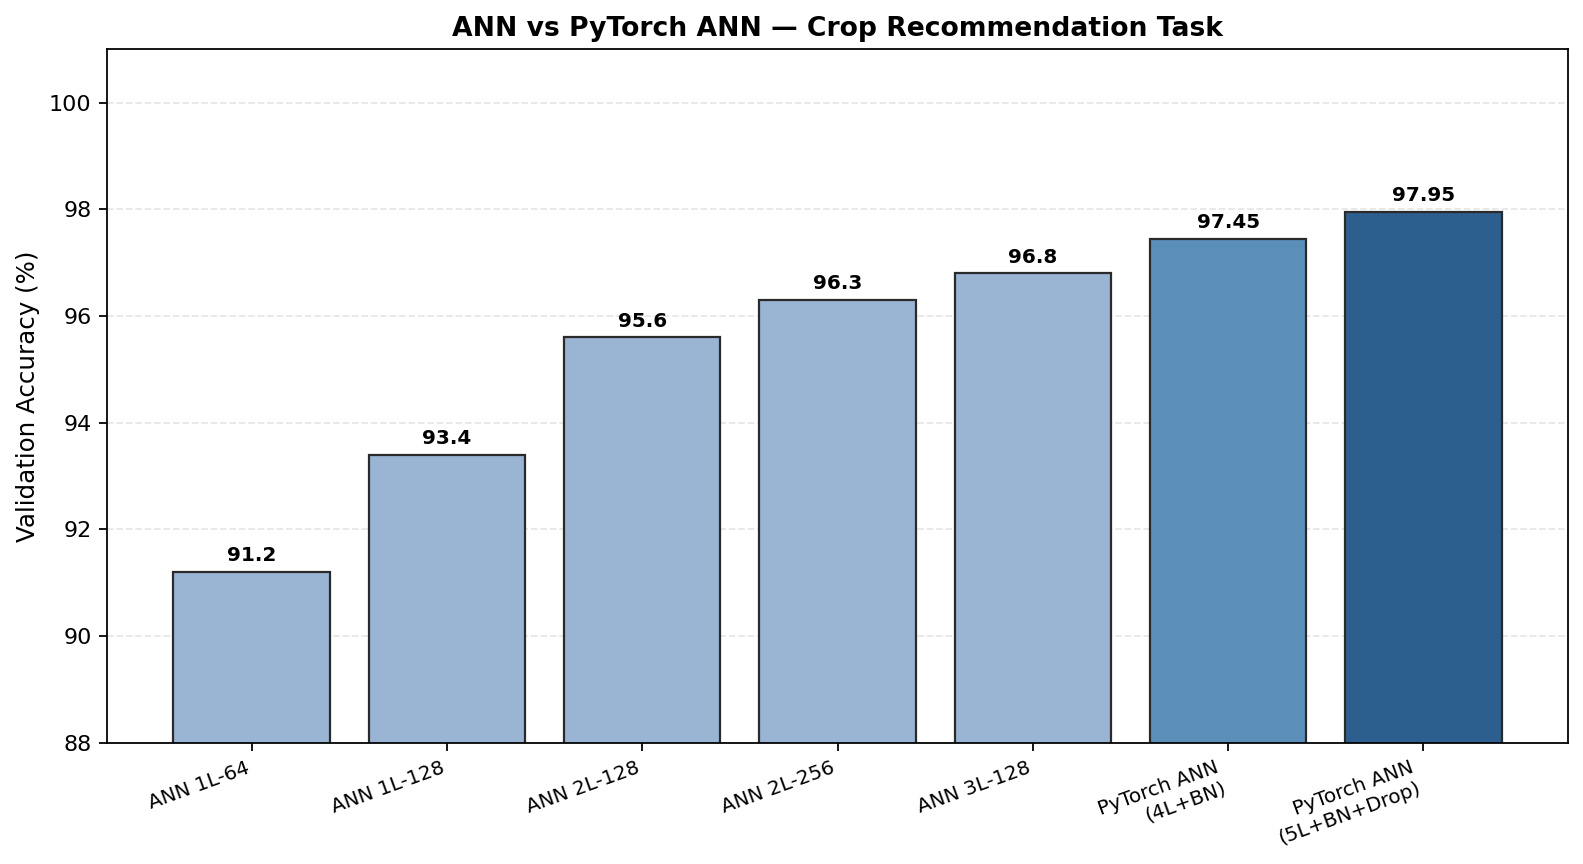 ANN vs PyTorch ANN — Crop Recommendation Task
Validation Accuracy (%)
100
98
96
94
92
90
88
91.2
93.4
95.6
96.3
96.8
97.45
97.95
ANN 1L-64
ANN 1L-128
ANN 2L-128
ANN 2L-256
ANN 3L-128
PyTorch ANN
(4L+BN)
PyTorch ANN
(5L+BN+Drop)